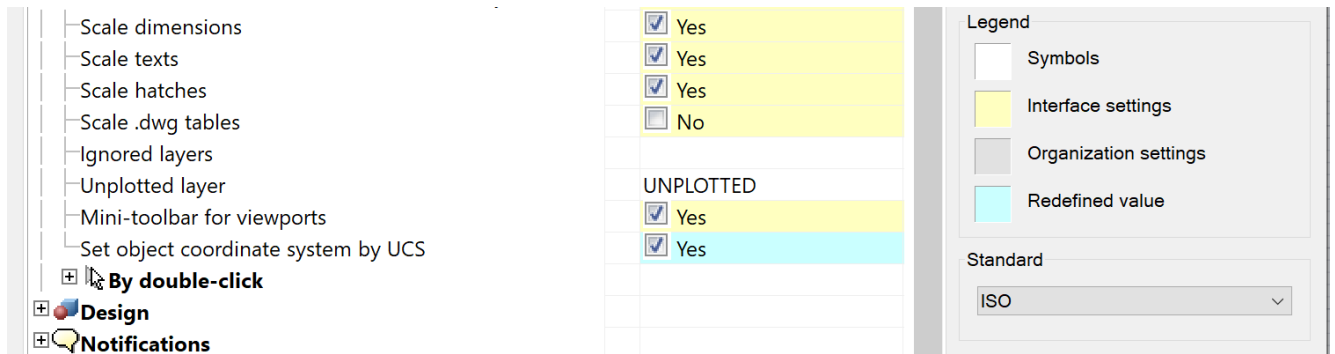 Scale dimensions Yes
Scale texts Yes
Scale hatches Yes
Scale .dwg tables No
Ignored layers
Unplotted layer UNPLOTTED
Mini-toolbar for viewports Yes
Set object coordinate system by UCS Yes
By double-click
Design
Notifications
Legend
Symbols
Interface settings
Organization settings
Redefined value
Standard
ISO